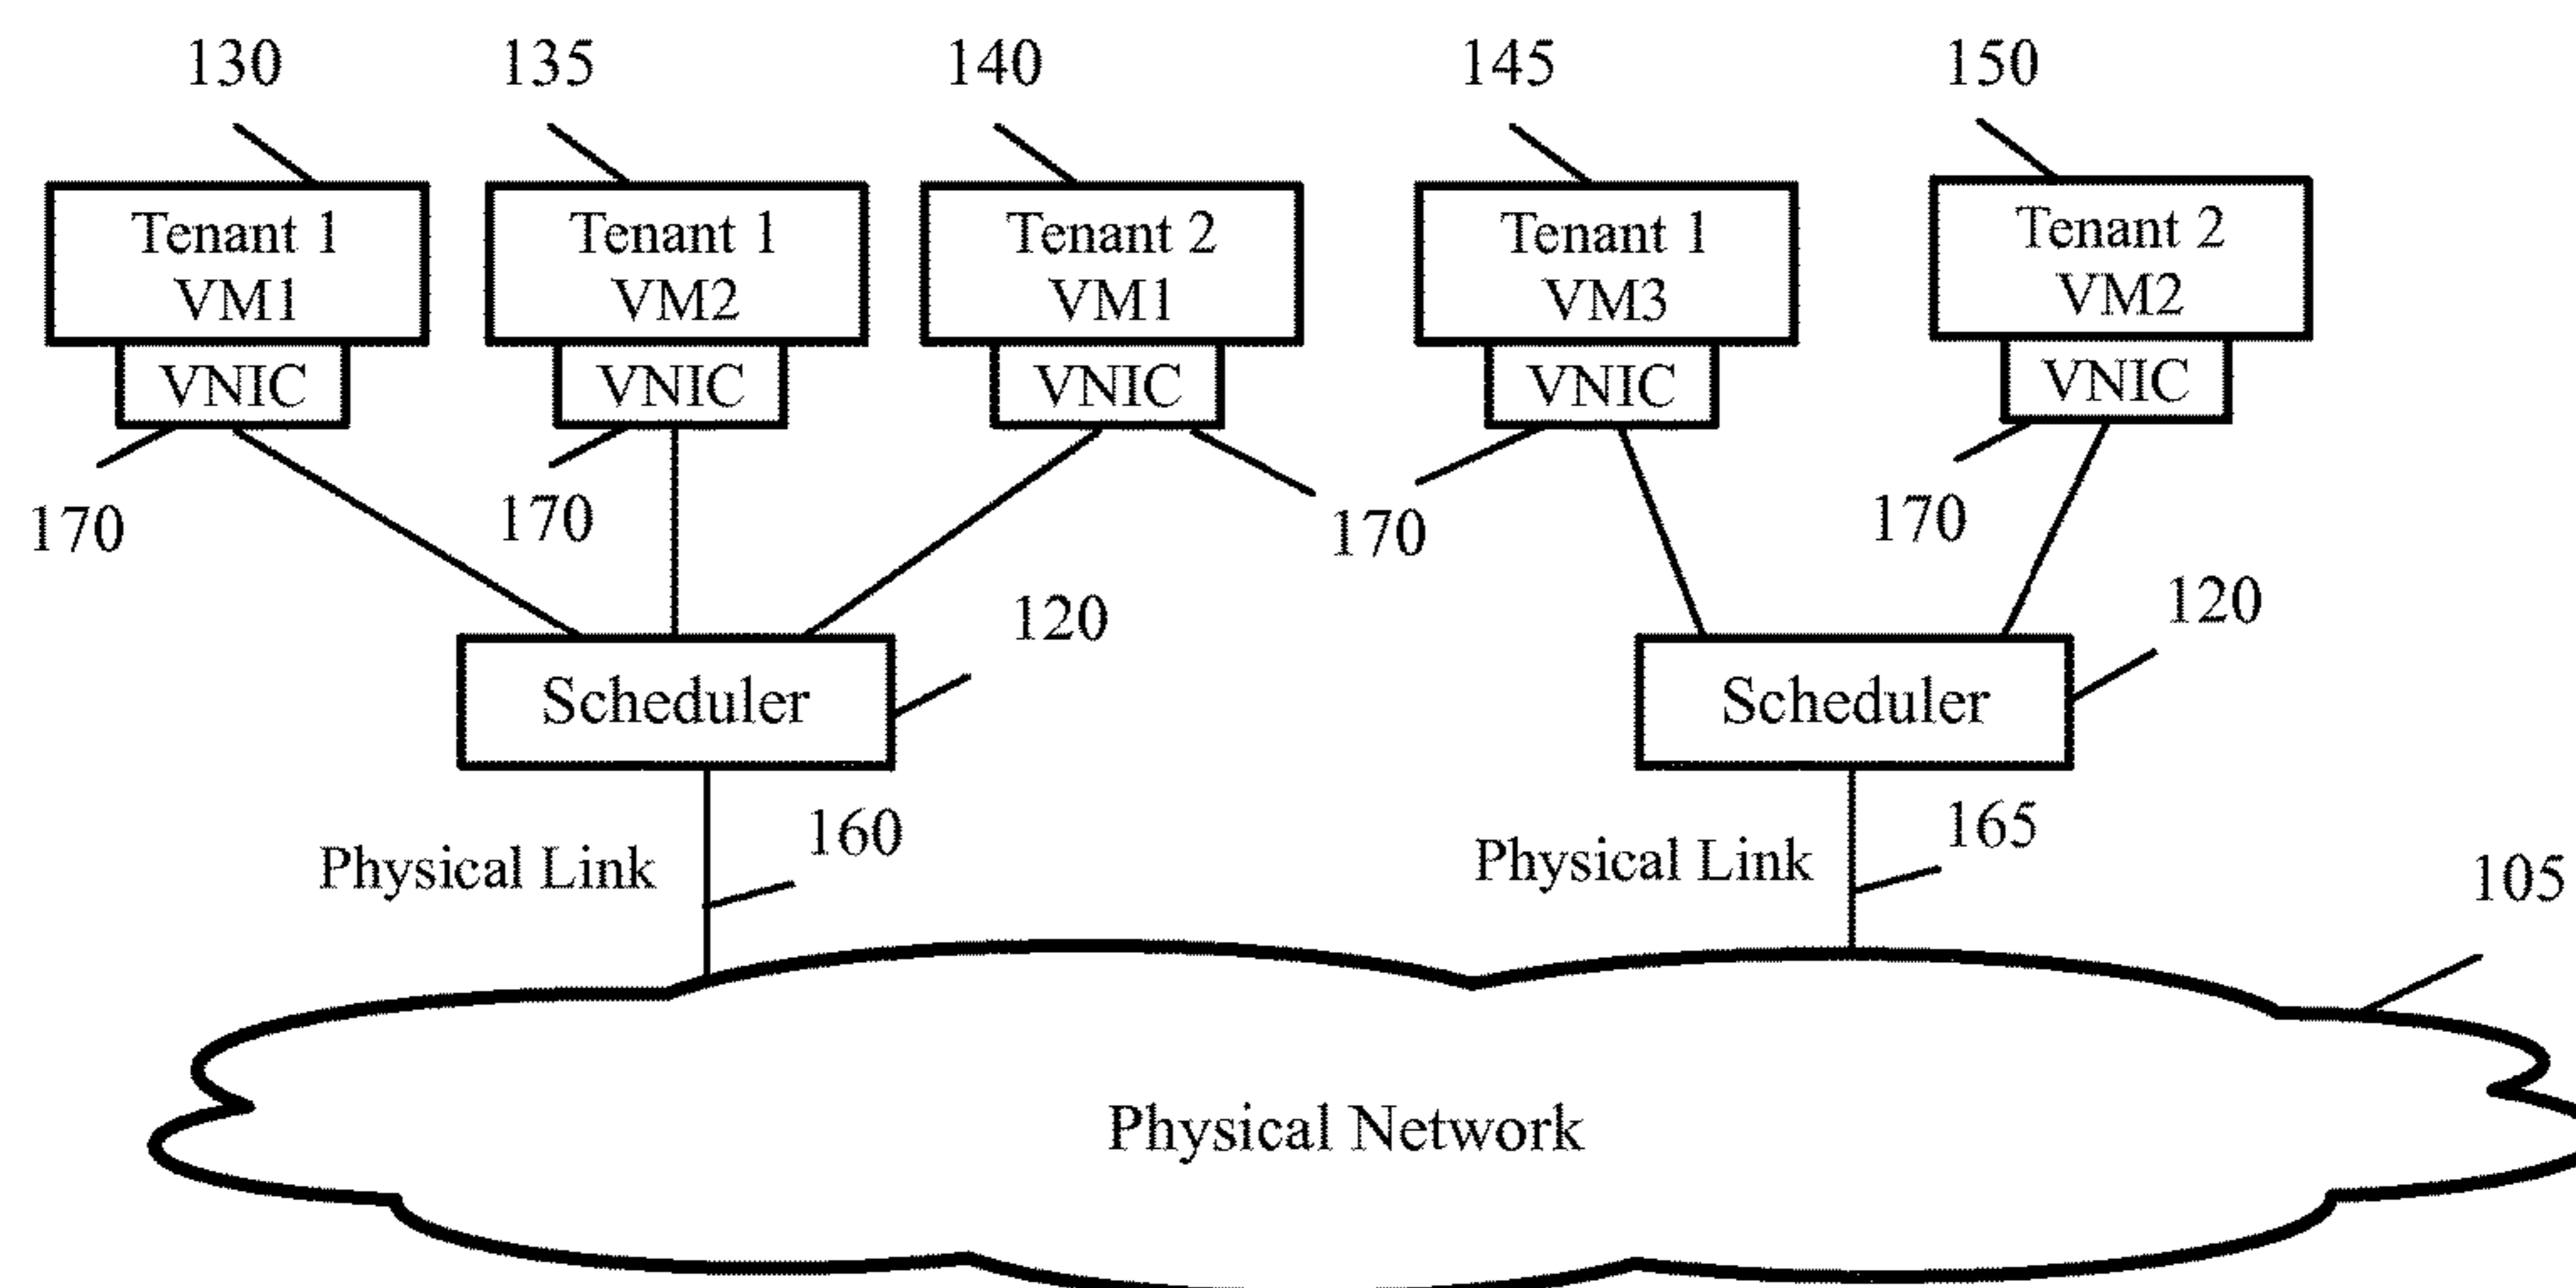 130
135
140
145
150
Tenant 1
VM1
Tenant 1
VM2
Tenant 2
VM1
Tenant 1
VM3
Tenant 2
VM2
VNIC
VNIC
VNIC
VNIC
VNIC
170
170
170
170
120
120
Scheduler
Scheduler
Physical Link
160
Physical Link
165
105
Physical Network